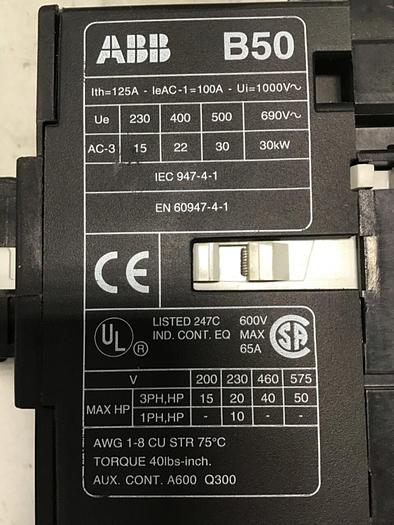 ABB B50
Ith=125A - IeAC-1=100A - Ui=1000V~
Ue 230 400 500 690V~
AC-3 15 22 30 30kW
IEC 947-4-1
EN 60947-4-1
CE
UL ® LISTED 247C 600V SA
IND. CONT. EQ MAX
65A
V 200 230 460 575
MAX HP 3PH,HP 15 20 40 50
1PH,HP - 10 - -
AWG 1-8 CU STR 75°C
TORQUE 40lbs-inch.
AUX. CONT. A600 Q300